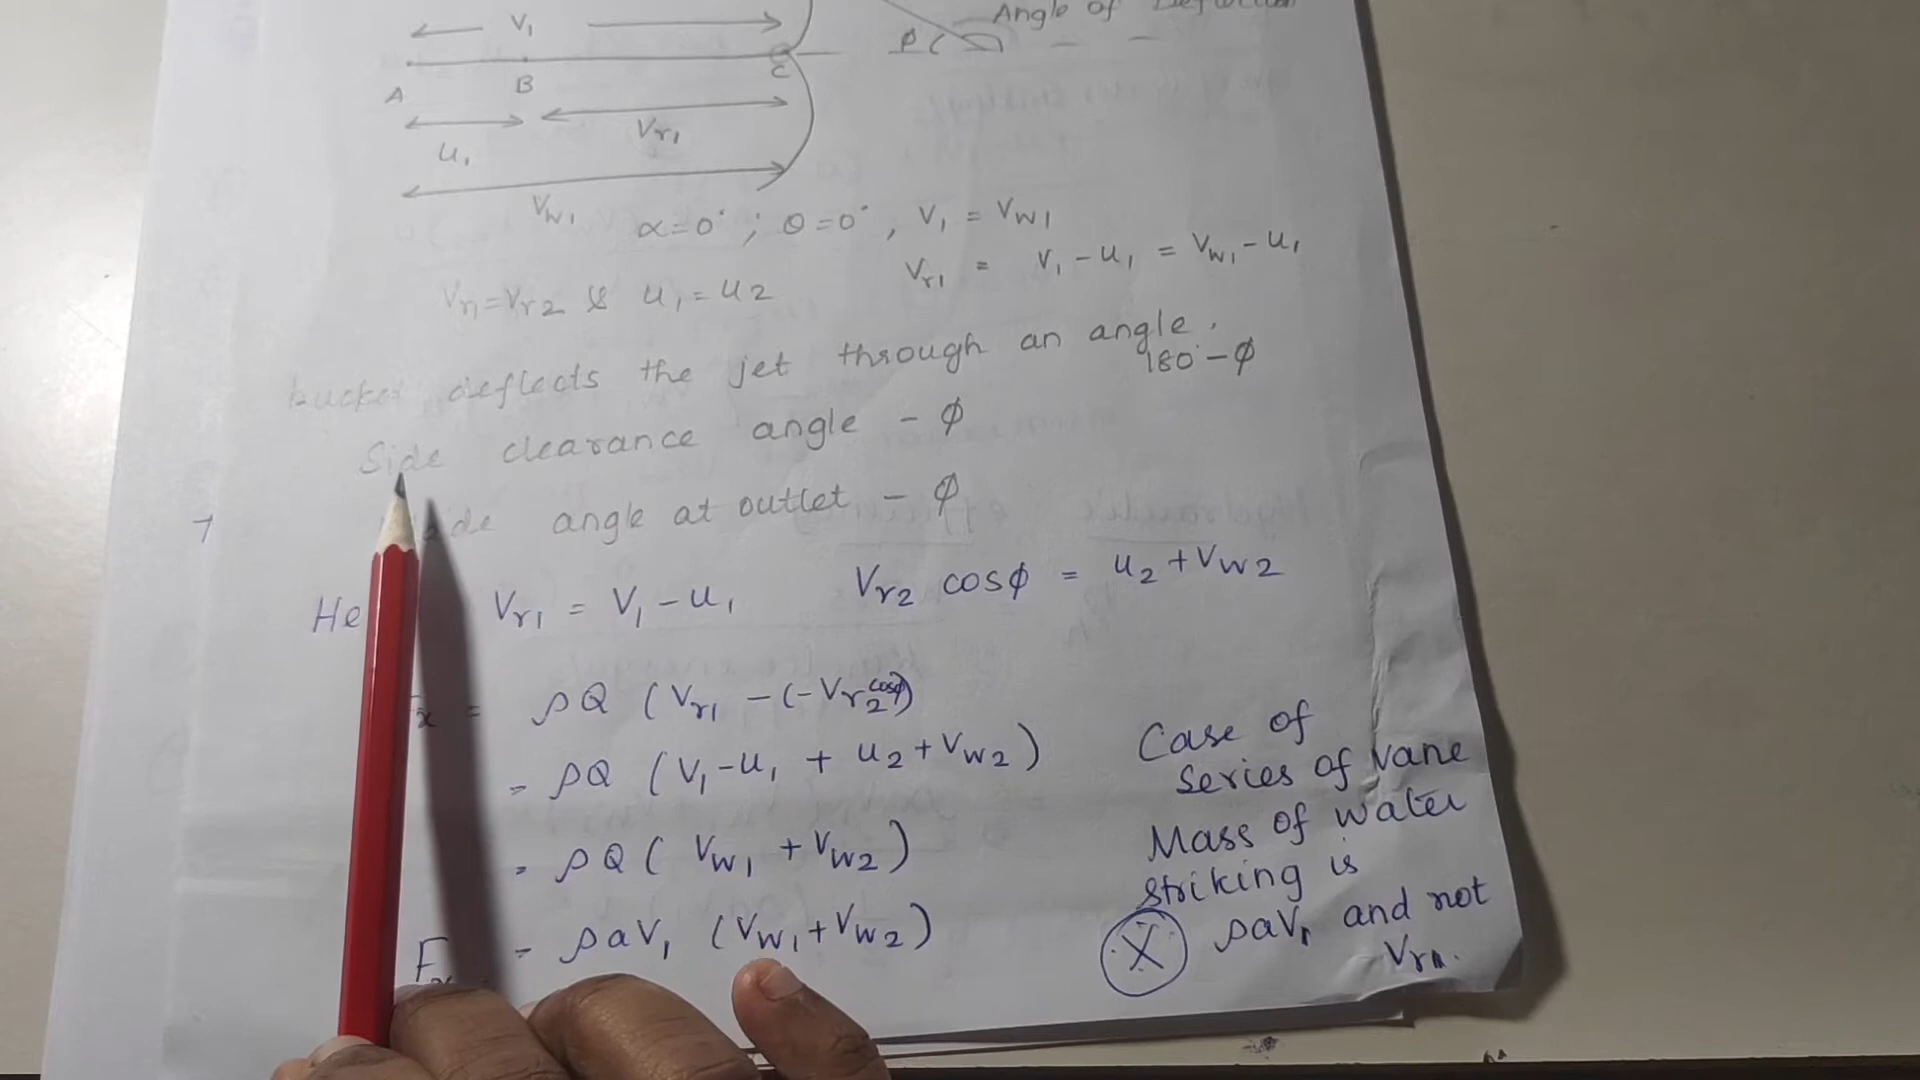 Angle of
V1
φ
A B C
u1 Vr1
Vw1
α=0°; θ=0°, V1 = Vw1
Vr1=Vr2 & u1=u2
Vr1 = V1-u1 = Vw1-u1
bucket deflects the jet through an angle.
180°-φ
Side clearance angle - φ
angle at outlet - φ
Vr1 = V1-u1 Vr2 cosφ = u2+Vw2
= ρQ (Vr1 -(-Vr2cosφ)
= ρQ (V1-u1 + u2+Vw2)
= ρQ ( Vw1 +Vw2)
Fx = ρaV1 (Vw1+Vw2)
Case of
series of vane
Mass of water
striking is
X ρaV1 and not
Vr1.